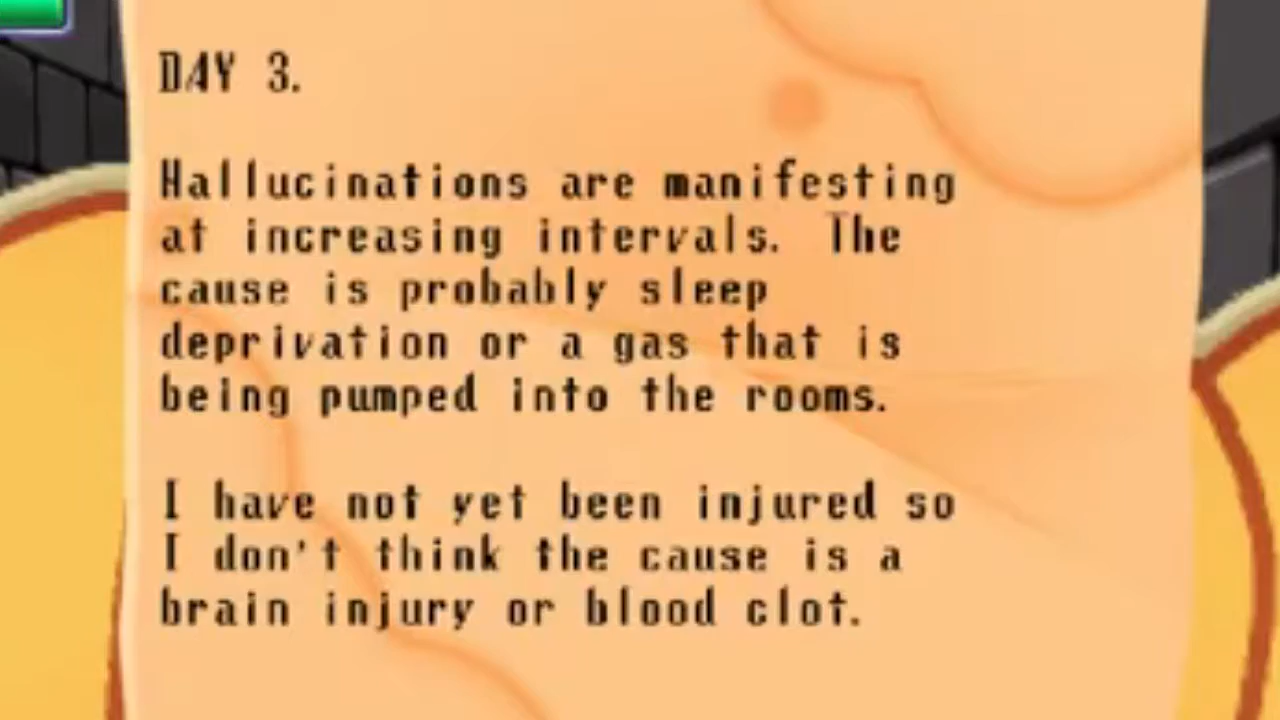 DAY 3.
Hallucinations are manifesting
at increasing intervals. The
cause is probably sleep
deprivation or a gas that is
being pumped into the rooms.
I have not yet been injured so
I don't think the cause is a
brain injury or blood clot.